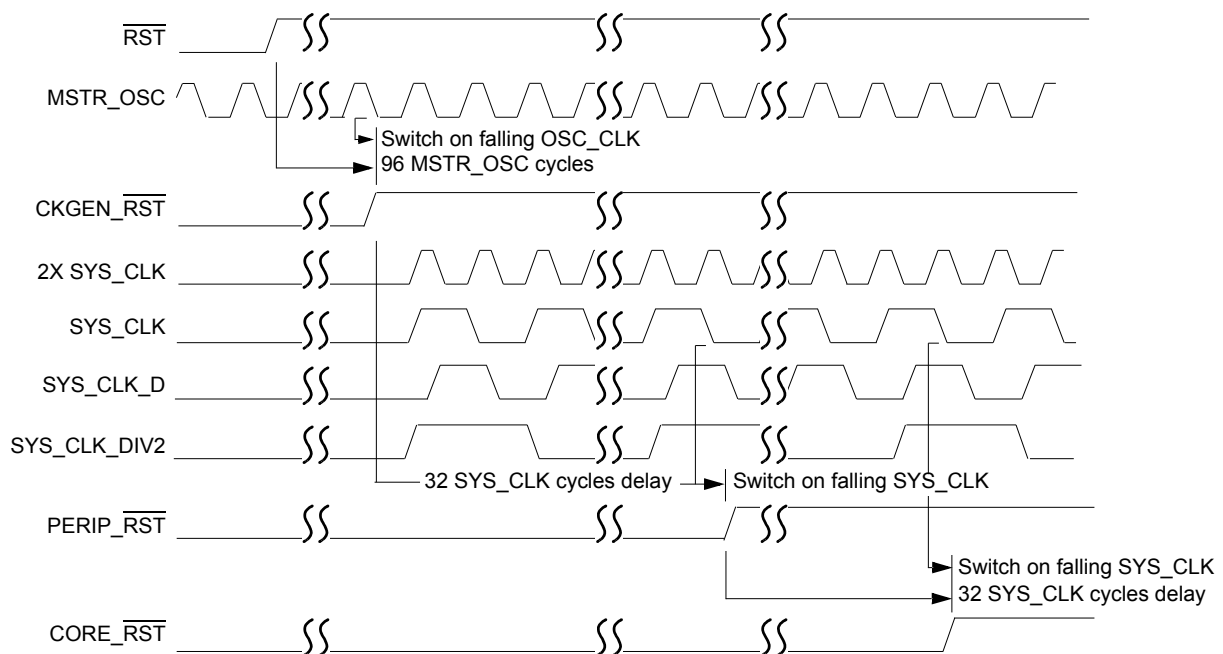 RST
MSTR_OSC
Switch on falling OSC_CLK
96 MSTR_OSC cycles
CKGEN_RST
2X SYS_CLK
SYS_CLK
SYS_CLK_D
SYS_CLK_DIV2
32 SYS_CLK cycles delay
Switch on falling SYS_CLK
PERIP_RST
Switch on falling SYS_CLK
32 SYS_CLK cycles delay
CORE_RST